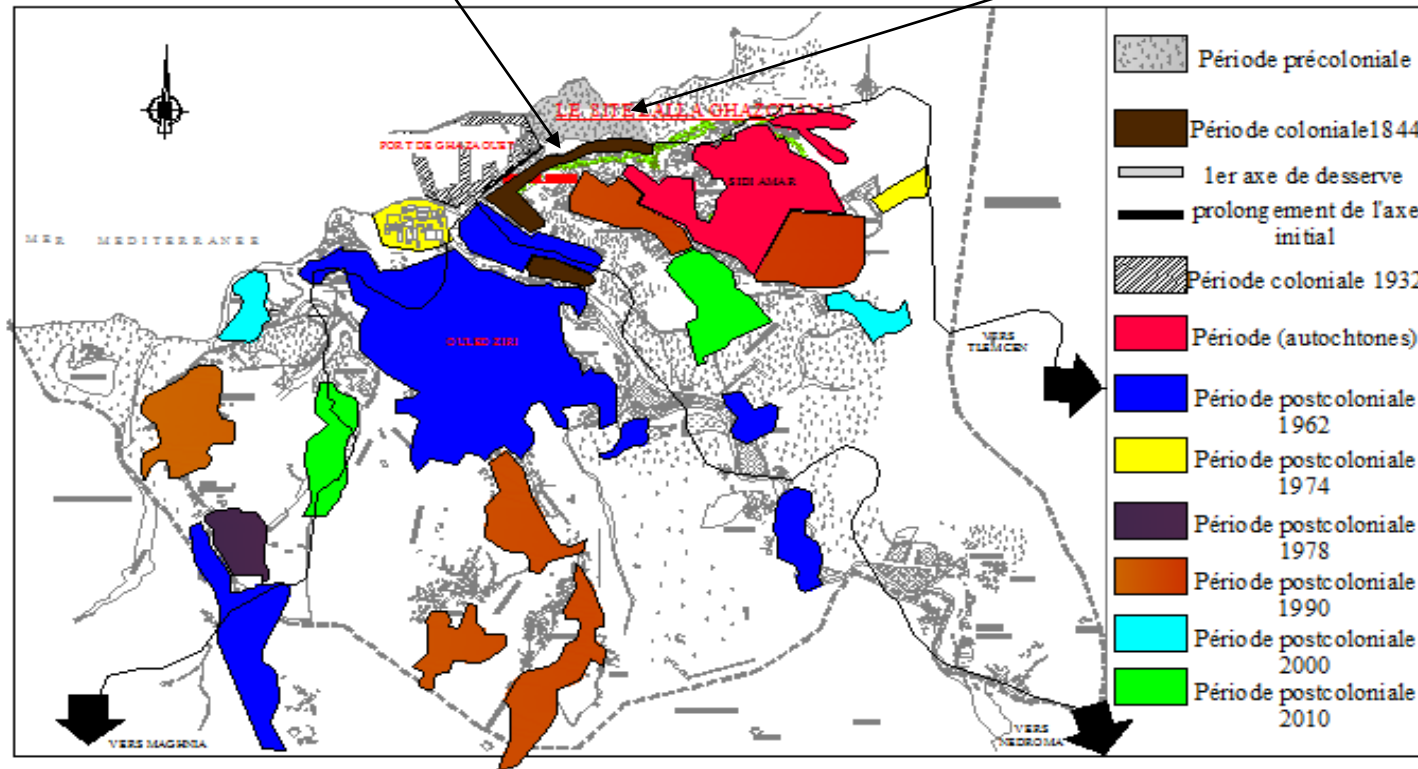 LE SITE LALLA GHAZOUANA
PORT DE GHAZAOUET
SIDI AMAR
MER MEDITERRANEE
OULED ZIRI
VERS
TLEMCEN
VERS MAGHNIA
VERS
NEDROMA
Période précoloniale
Période coloniale1844
1er axe de desserve
prolongement de l'axe
initial
Période coloniale 1932
Période (autochtones)
Période postcoloniale
1962
Période postcoloniale
1974
Période postcoloniale
1978
Période postcoloniale
1990
Période postcoloniale
2000
Période postcoloniale
2010